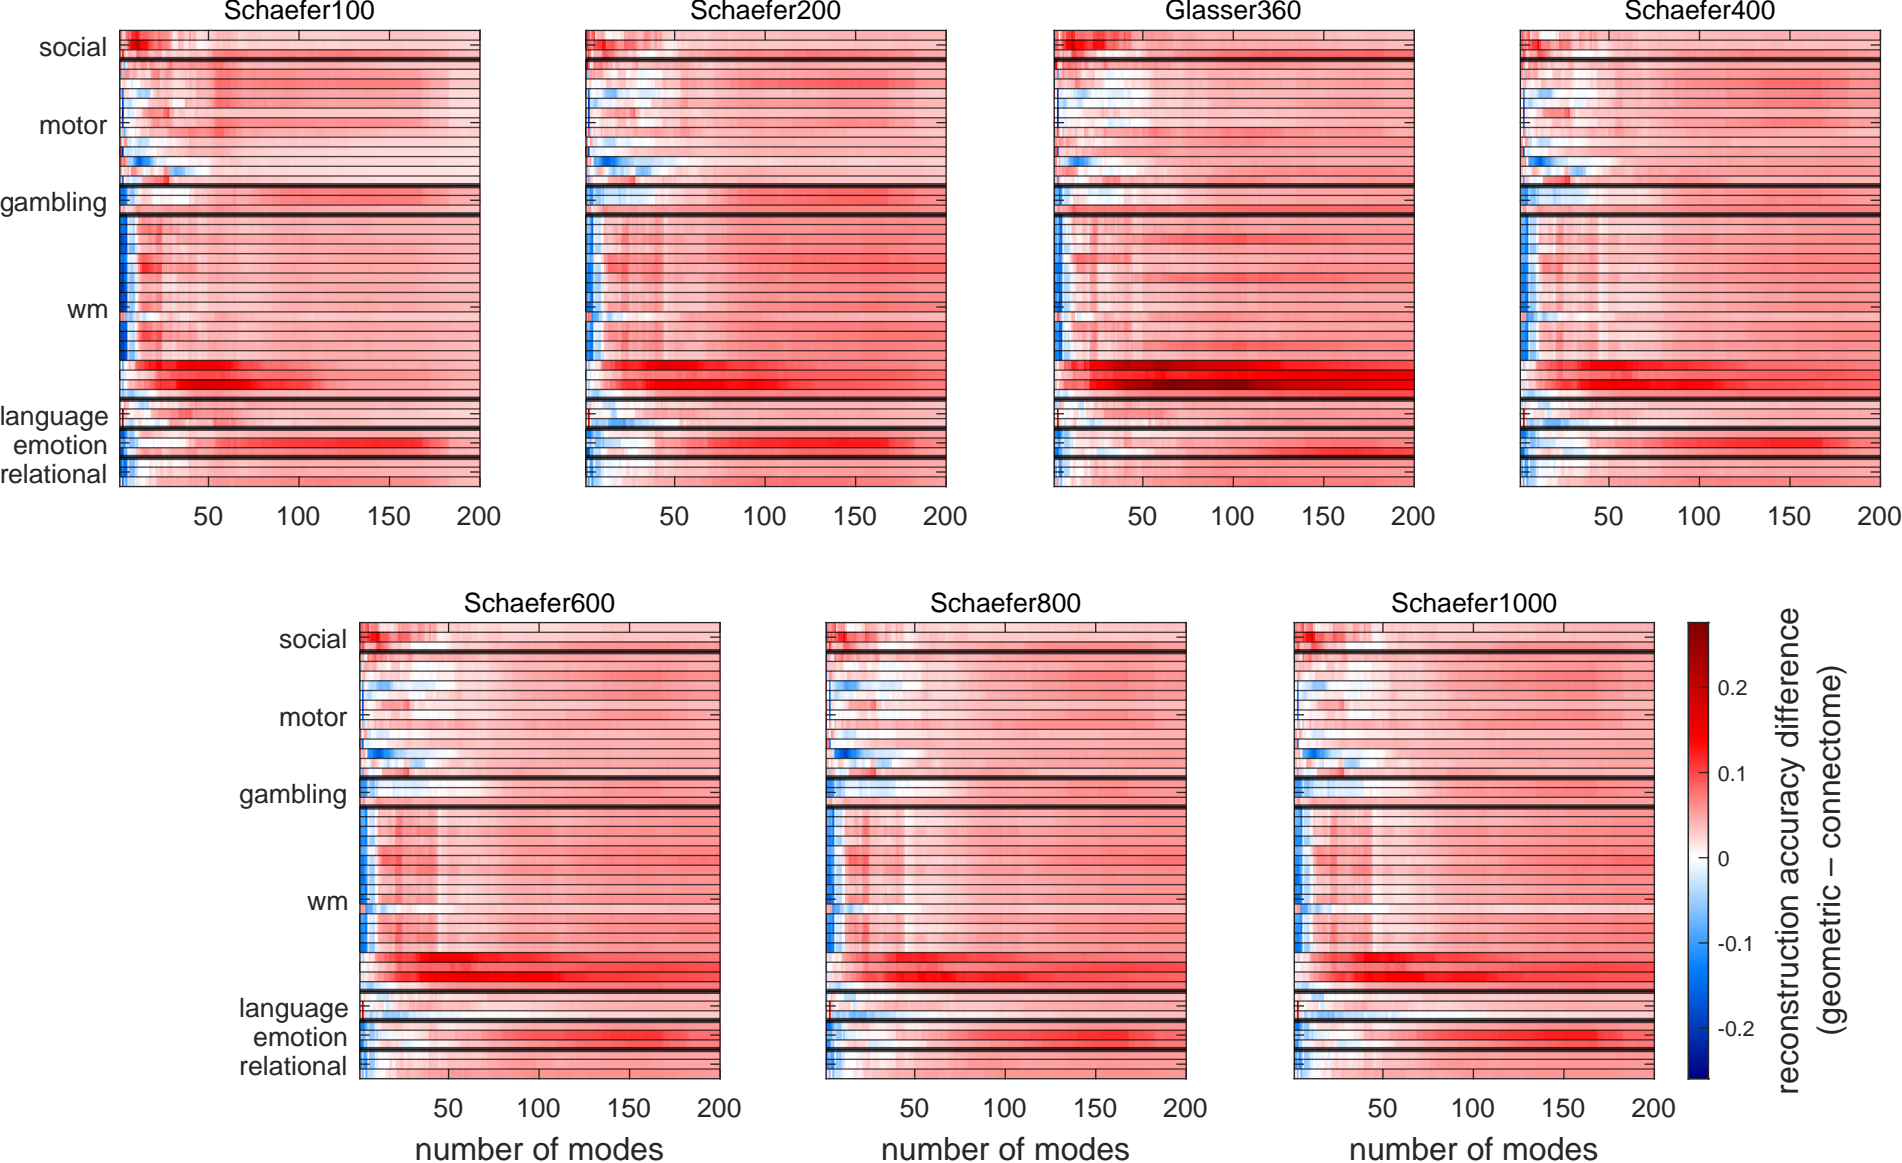 Schaefer100 Schaefer200 Glasser360 Schaefer400
social
motor
gambling
wm
language
emotion
relational
50 100 150 200 50 100 150 200 50 100 150 200 50 100 150 200
Schaefer600 Schaefer800 Schaefer1000
social
motor
gambling
wm
language
emotion
relational
50 100 150 200 50 100 150 200 50 100 150 200
number of modes number of modes number of modes
0.2
0.1
0
-0.1
-0.2
reconstruction accuracy difference
(geometric – connectome)